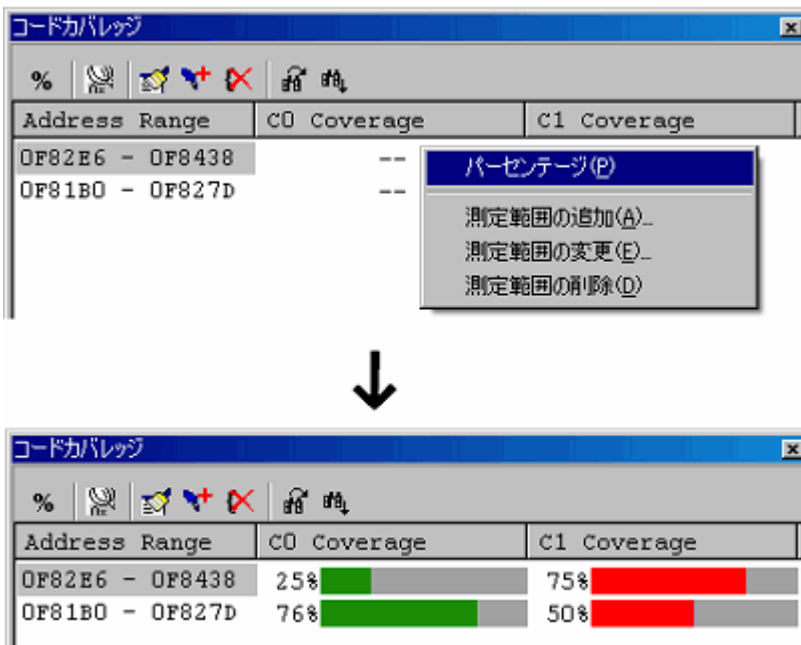 コードカバレッジ
%
Address Range C0 Coverage C1 Coverage
0F82E6 - 0F8438 --
0F81B0 - 0F827D --
パーセンテージ(P)
測定範囲の追加(A)...
測定範囲の変更(E)...
測定範囲の削除(D)
コードカバレッジ
%
Address Range C0 Coverage C1 Coverage
0F82E6 - 0F8438 25% 75%
0F81B0 - 0F827D 76% 50%